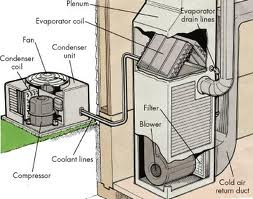 Plenum
Evaporator coil
Evaporator
drain lines
Fan
Condenser
unit
Condenser
coil
Filter
Blower
Coolant lines
Compressor
Cold air
return duct